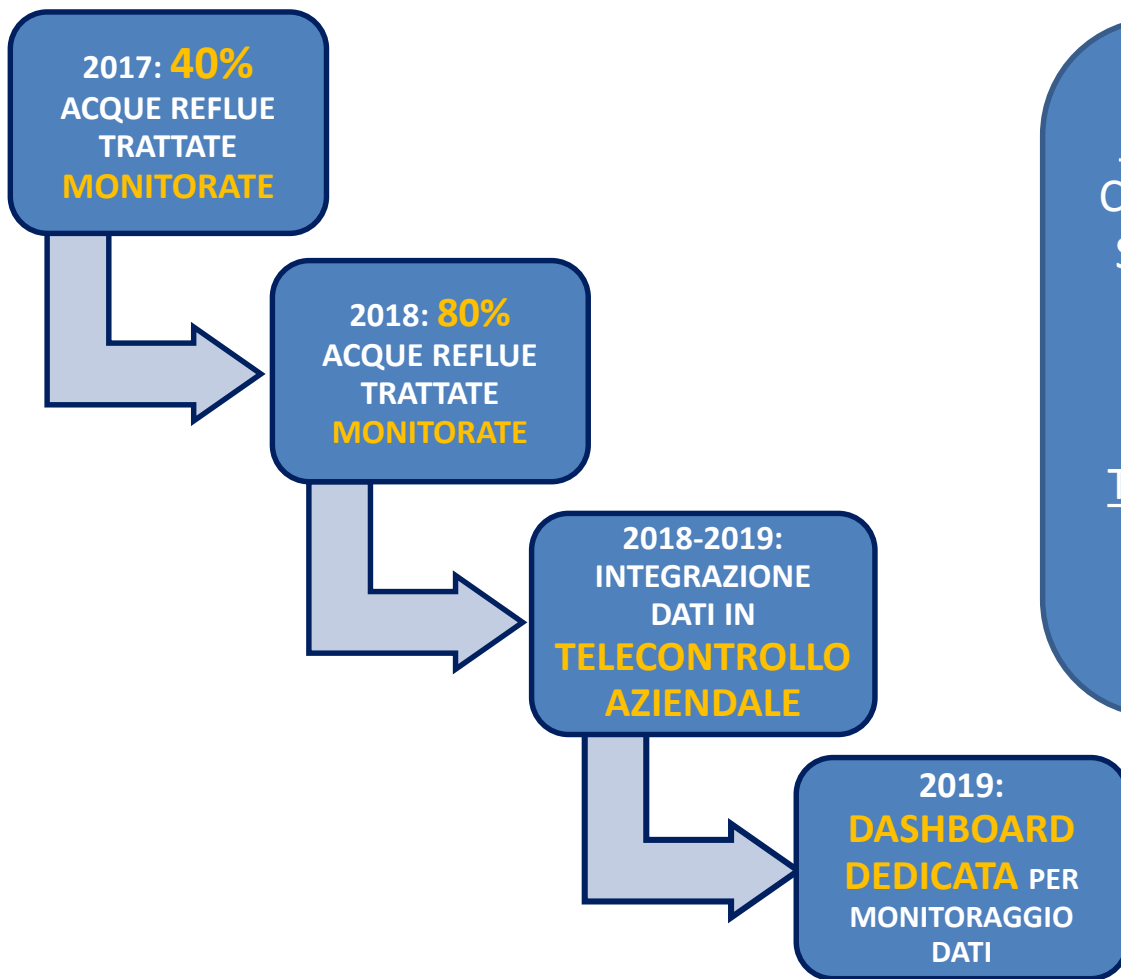 2017: 40%
ACQUE REFLUE
TRATTATE
MONITORATE
2018: 80%
ACQUE REFLUE
TRATTATE
MONITORATE
2018-2019:
INTEGRAZIONE
DATI IN
TELECONTROLLO
AZIENDALE
2019:
DASHBOARD
DEDICATA PER
MONITORAGGIO
DATI